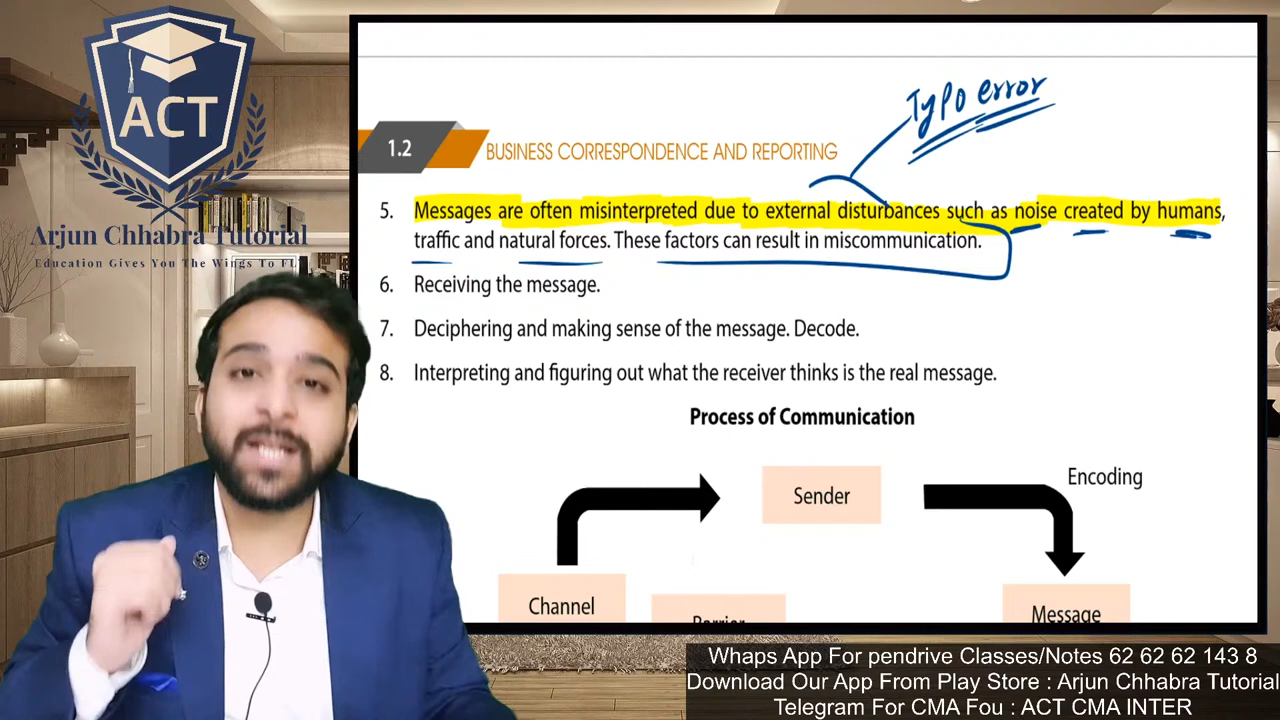 ACT
Arjun Chhabra Tutorial
Education Gives You The Wings To Fl
Typo error
1.2
BUSINESS CORRESPONDENCE AND REPORTING
5. Messages are often misinterpreted due to external disturbances such as noise created by humans,
traffic and natural forces. These factors can result in miscommunication.
6. Receiving the message.
7. Deciphering and making sense of the message. Decode.
8. Interpreting and figuring out what the receiver thinks is the real message.
Process of Communication
Encoding
Sender
Channel
Barrier
Message
Whaps App For pendrive Classes/Notes 62 62 62 143 8
Download Our App From Play Store : Arjun Chhabra Tutorial
Telegram For CMA Fou : ACT CMA INTER